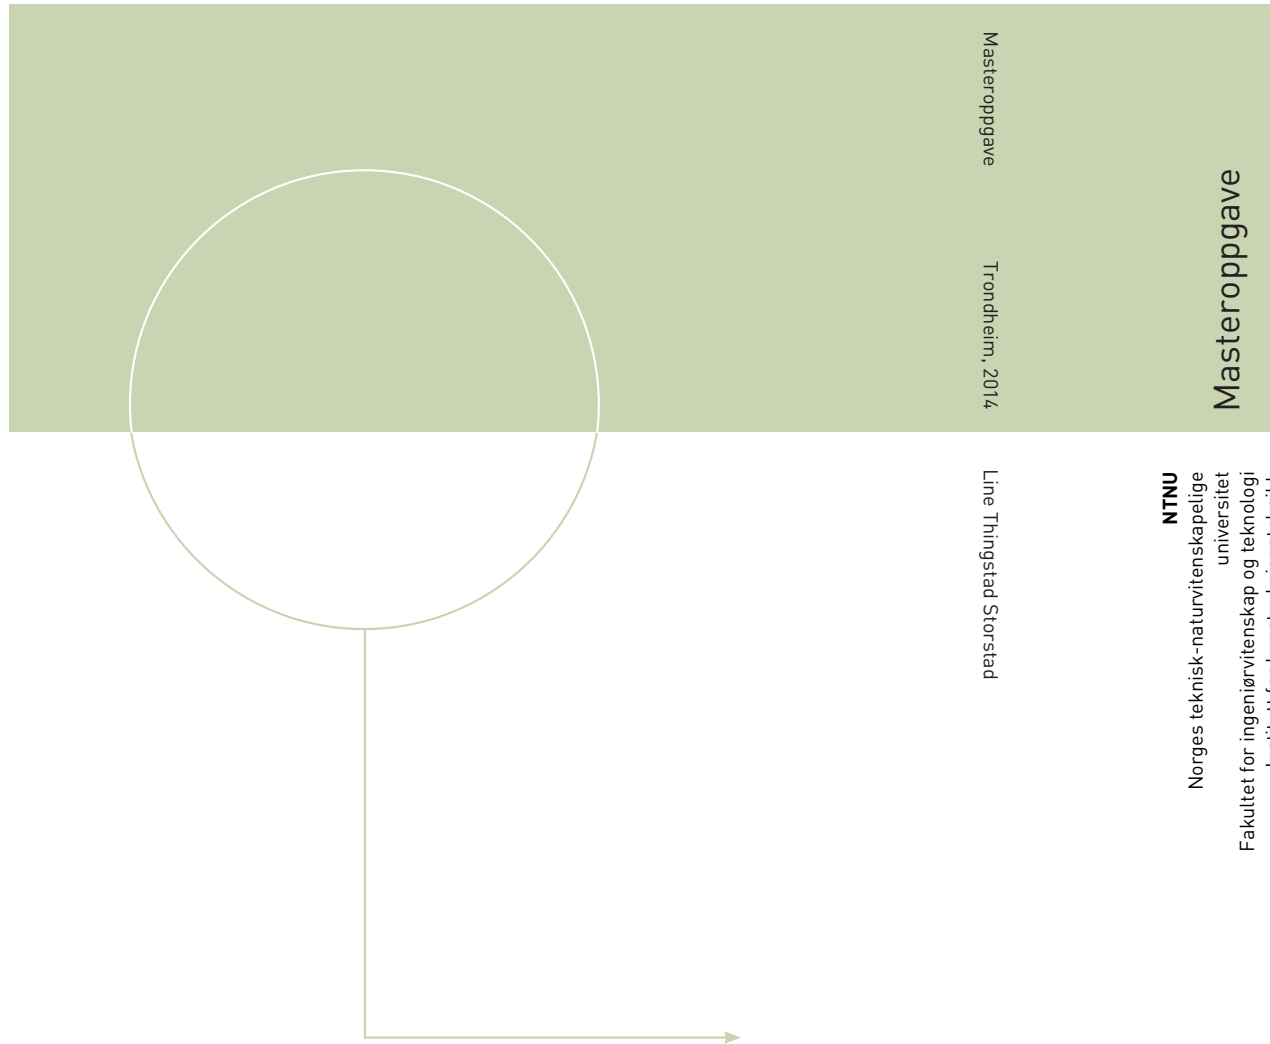 Masteroppgave
Trondheim, 2014
Line Thingstad Storstad
Masteroppgave
NTNU
Norges teknisk-naturvitenskapelige
universitet
Fakultet for ingeniørvitenskap og teknologi